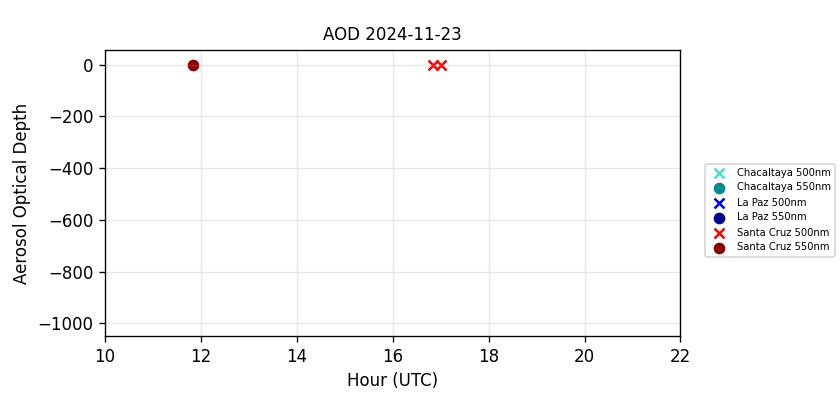 AOD 2024-11-23
Aerosol Optical Depth
0
−200
−400
−600
−800
−1000
10 12 14 16 18 20 22
Hour (UTC)
Chacaltaya 500nm
Chacaltaya 550nm
La Paz 500nm
La Paz 550nm
Santa Cruz 500nm
Santa Cruz 550nm